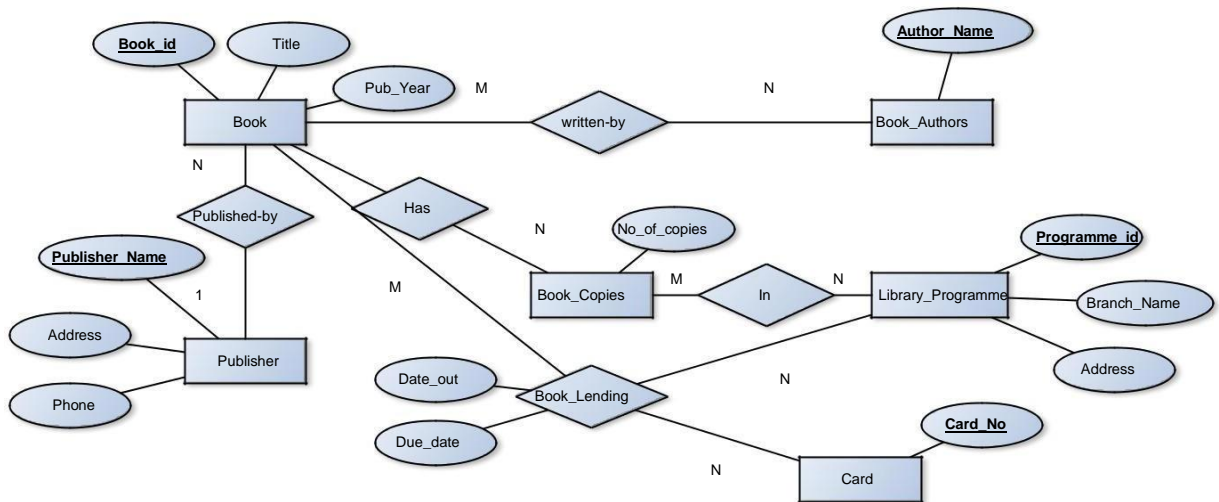 Book_id
Title
Author_Name
Pub_Year
M
N
Book
written-by
Book_Authors
N
Published-by
Has
N
No_of_copies
Programme_id
Publisher_Name
1
M
Book_Copies
M
In
N
Library_Programme
Branch_Name
Address
Publisher
Address
Date_out
Book_Lending
N
Phone
Due_date
Card_No
N
Card